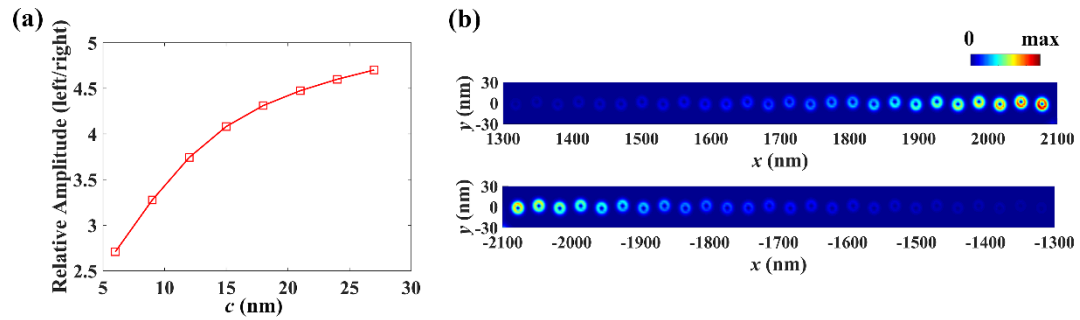 (a)
Relative Amplitude (left/right)
5
4.5
4
3.5
3
2.5
5 10 15 20 25 30
c (nm)
(b)
0 max
y (nm)
30
0
-30
1300 1400 1500 1600 1700 1800 1900 2000 2100
x (nm)
y (nm)
30
0
-30
-2100 -2000 -1900 -1800 -1700 -1600 -1500 -1400 -1300
x (nm)